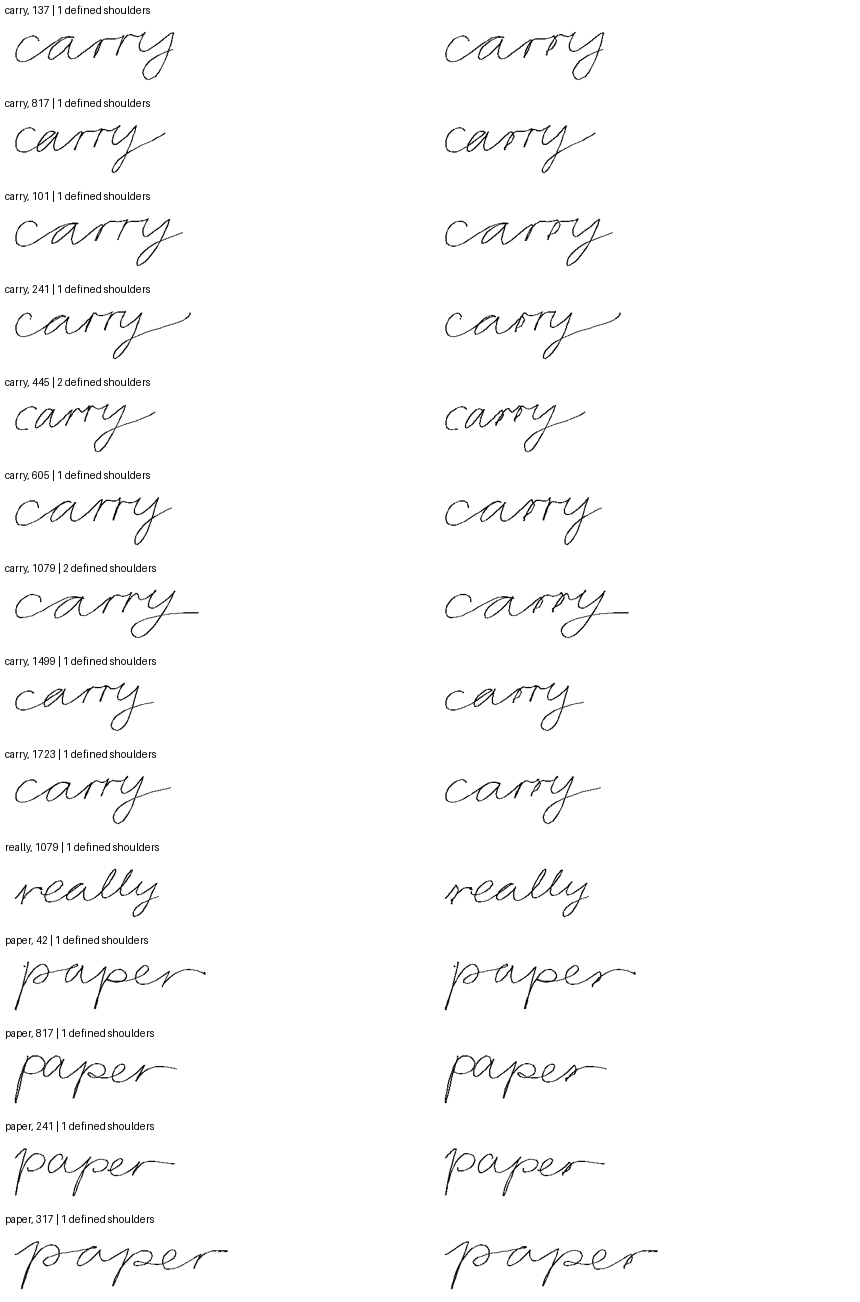 carry, 137 | 1 defined shoulders
carry carry
carry, 817 | 1 defined shoulders
carry carry
carry, 101 | 1 defined shoulders
carry carry
carry, 241 | 1 defined shoulders
carry carry
carry, 445 | 2 defined shoulders
carry carry
carry, 605 | 1 defined shoulders
carry carry
carry, 1079 | 2 defined shoulders
carry carry
carry, 1499 | 1 defined shoulders
carry carry
carry, 1723 | 1 defined shoulders
carry carry
really, 1079 | 1 defined shoulders
really really
paper, 42 | 1 defined shoulders
paper paper
paper, 817 | 1 defined shoulders
paper paper
paper, 241 | 1 defined shoulders
paper paper
paper, 317 | 1 defined shoulders
paper paper